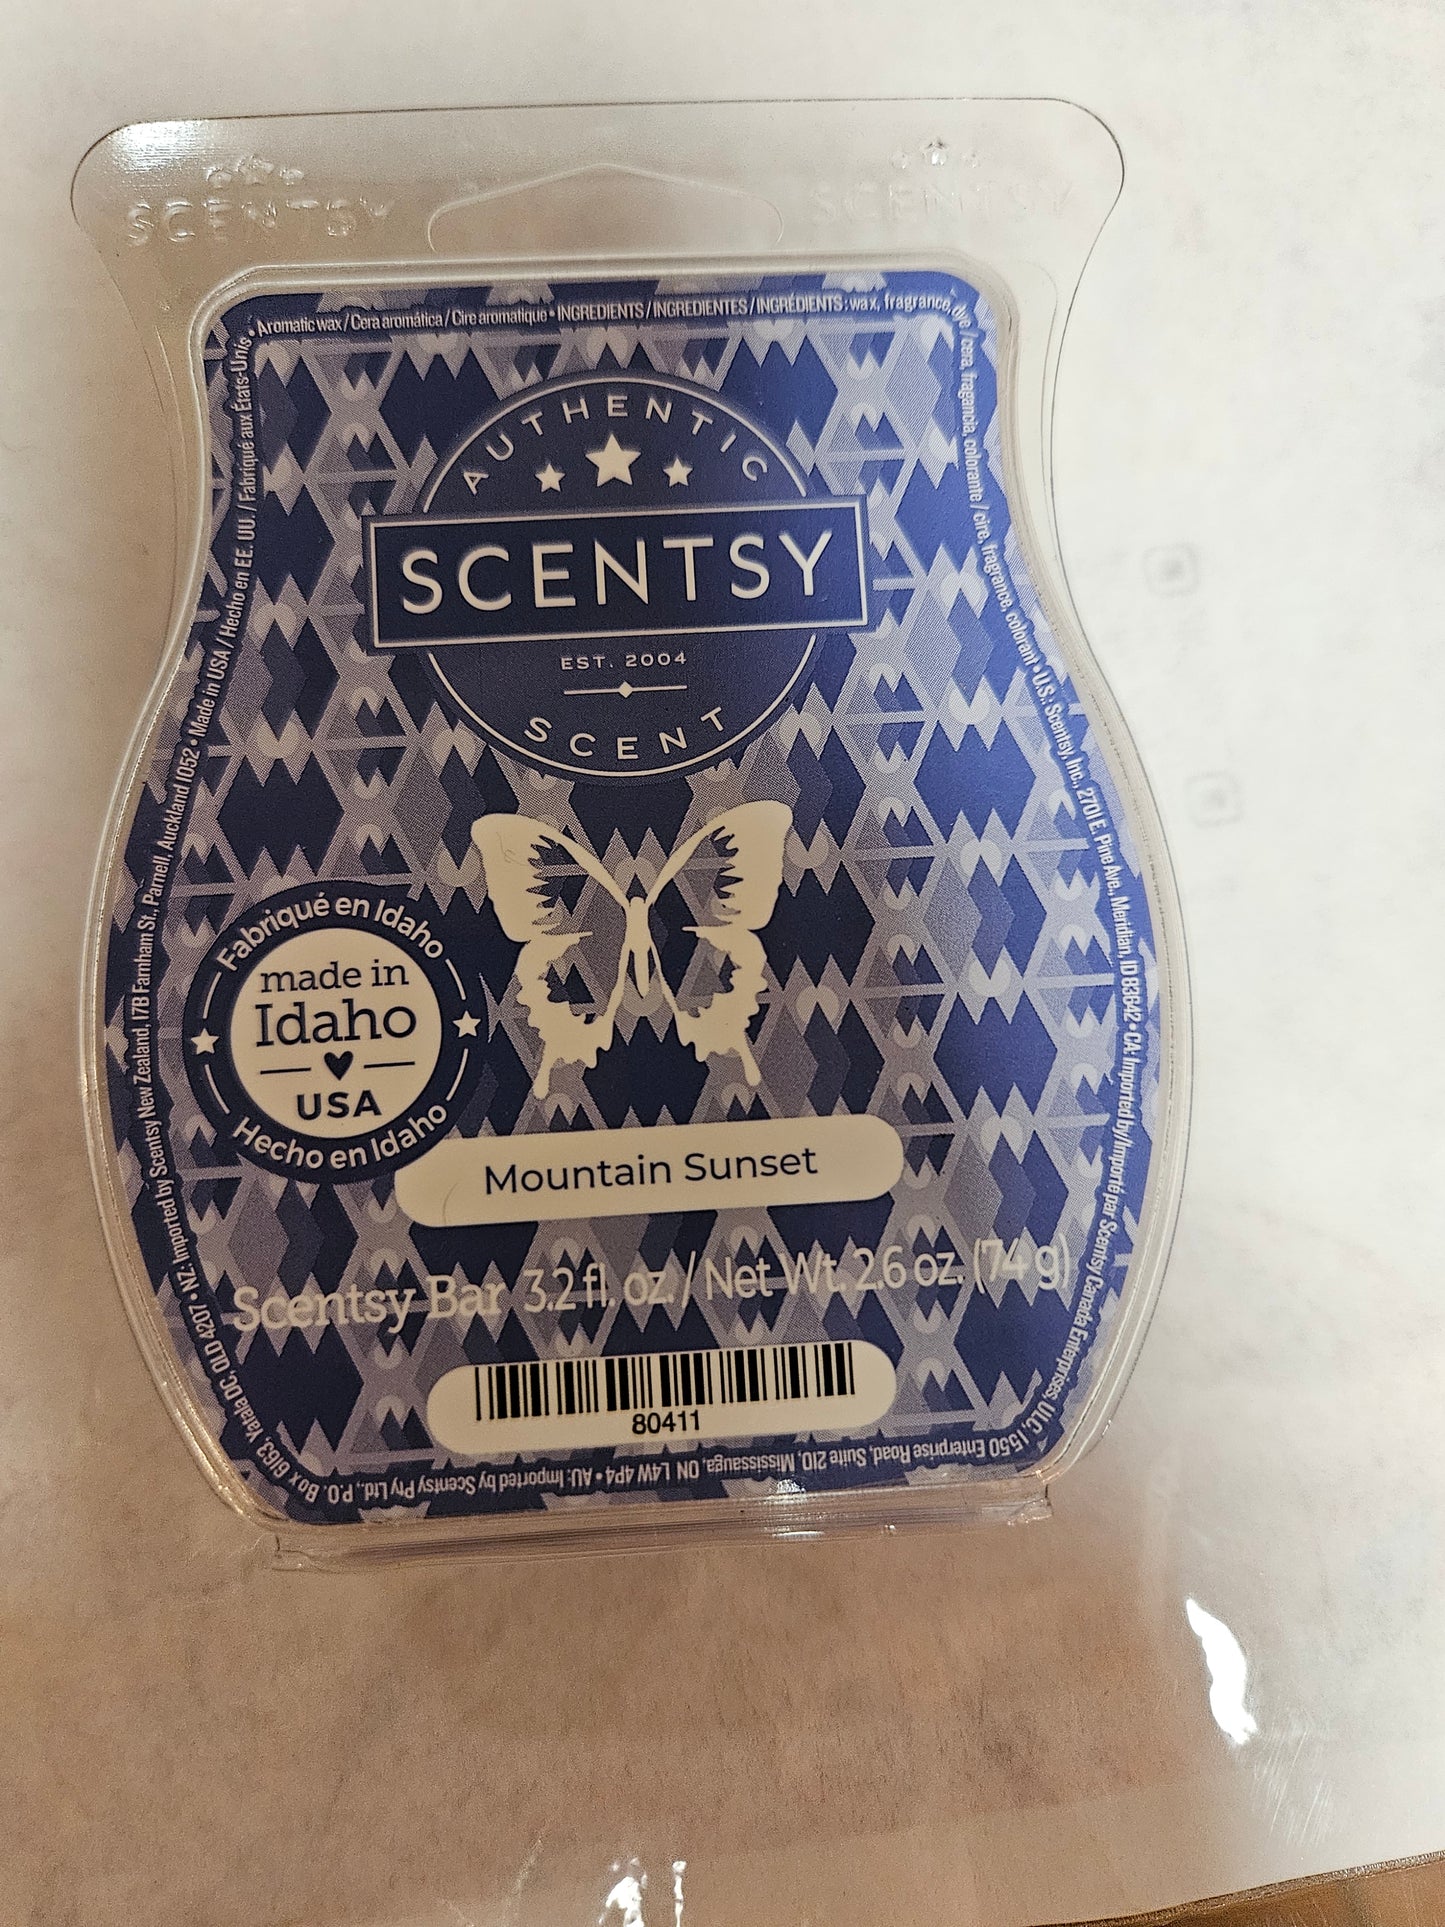 SCENTSY
SCENTSY
• Aromatic wax / Cera aromática / Cire aromatique • INGREDIENTS / INGREDIENTES / INGRÉDIENTS : wax, fragrance, dye / cera, fragancia, colorante / cire, fragrance, colorant • U.S.: Scentsy, Inc., 2701 E. Pine Ave., Meridian, ID 83642 • CA: Imported by/Importé par Scentsy Canada Enterprises, ULC, 1550 Enterprise Road, Suite 210, Mississauga, ON L4W 4P4 • AU: Imported by Scentsy Pty Ltd., P.O. Box 6163, Yatala DC, QLD 4207 • NZ: Imported by Scentsy New Zealand, 17B Farnham St., Parnell, Auckland 1052 • Made in USA / Hecho en EE. UU. / Fabriqué aux États-Unis
AUTHENTIC
SCENTSY
EST. 2004
SCENT
Fabriqué en Idaho
made in
Idaho
USA
Hecho en Idaho
Mountain Sunset
Scentsy Bar 3.2 fl. oz. / Net Wt. 2.6 oz. (74 g)
80411